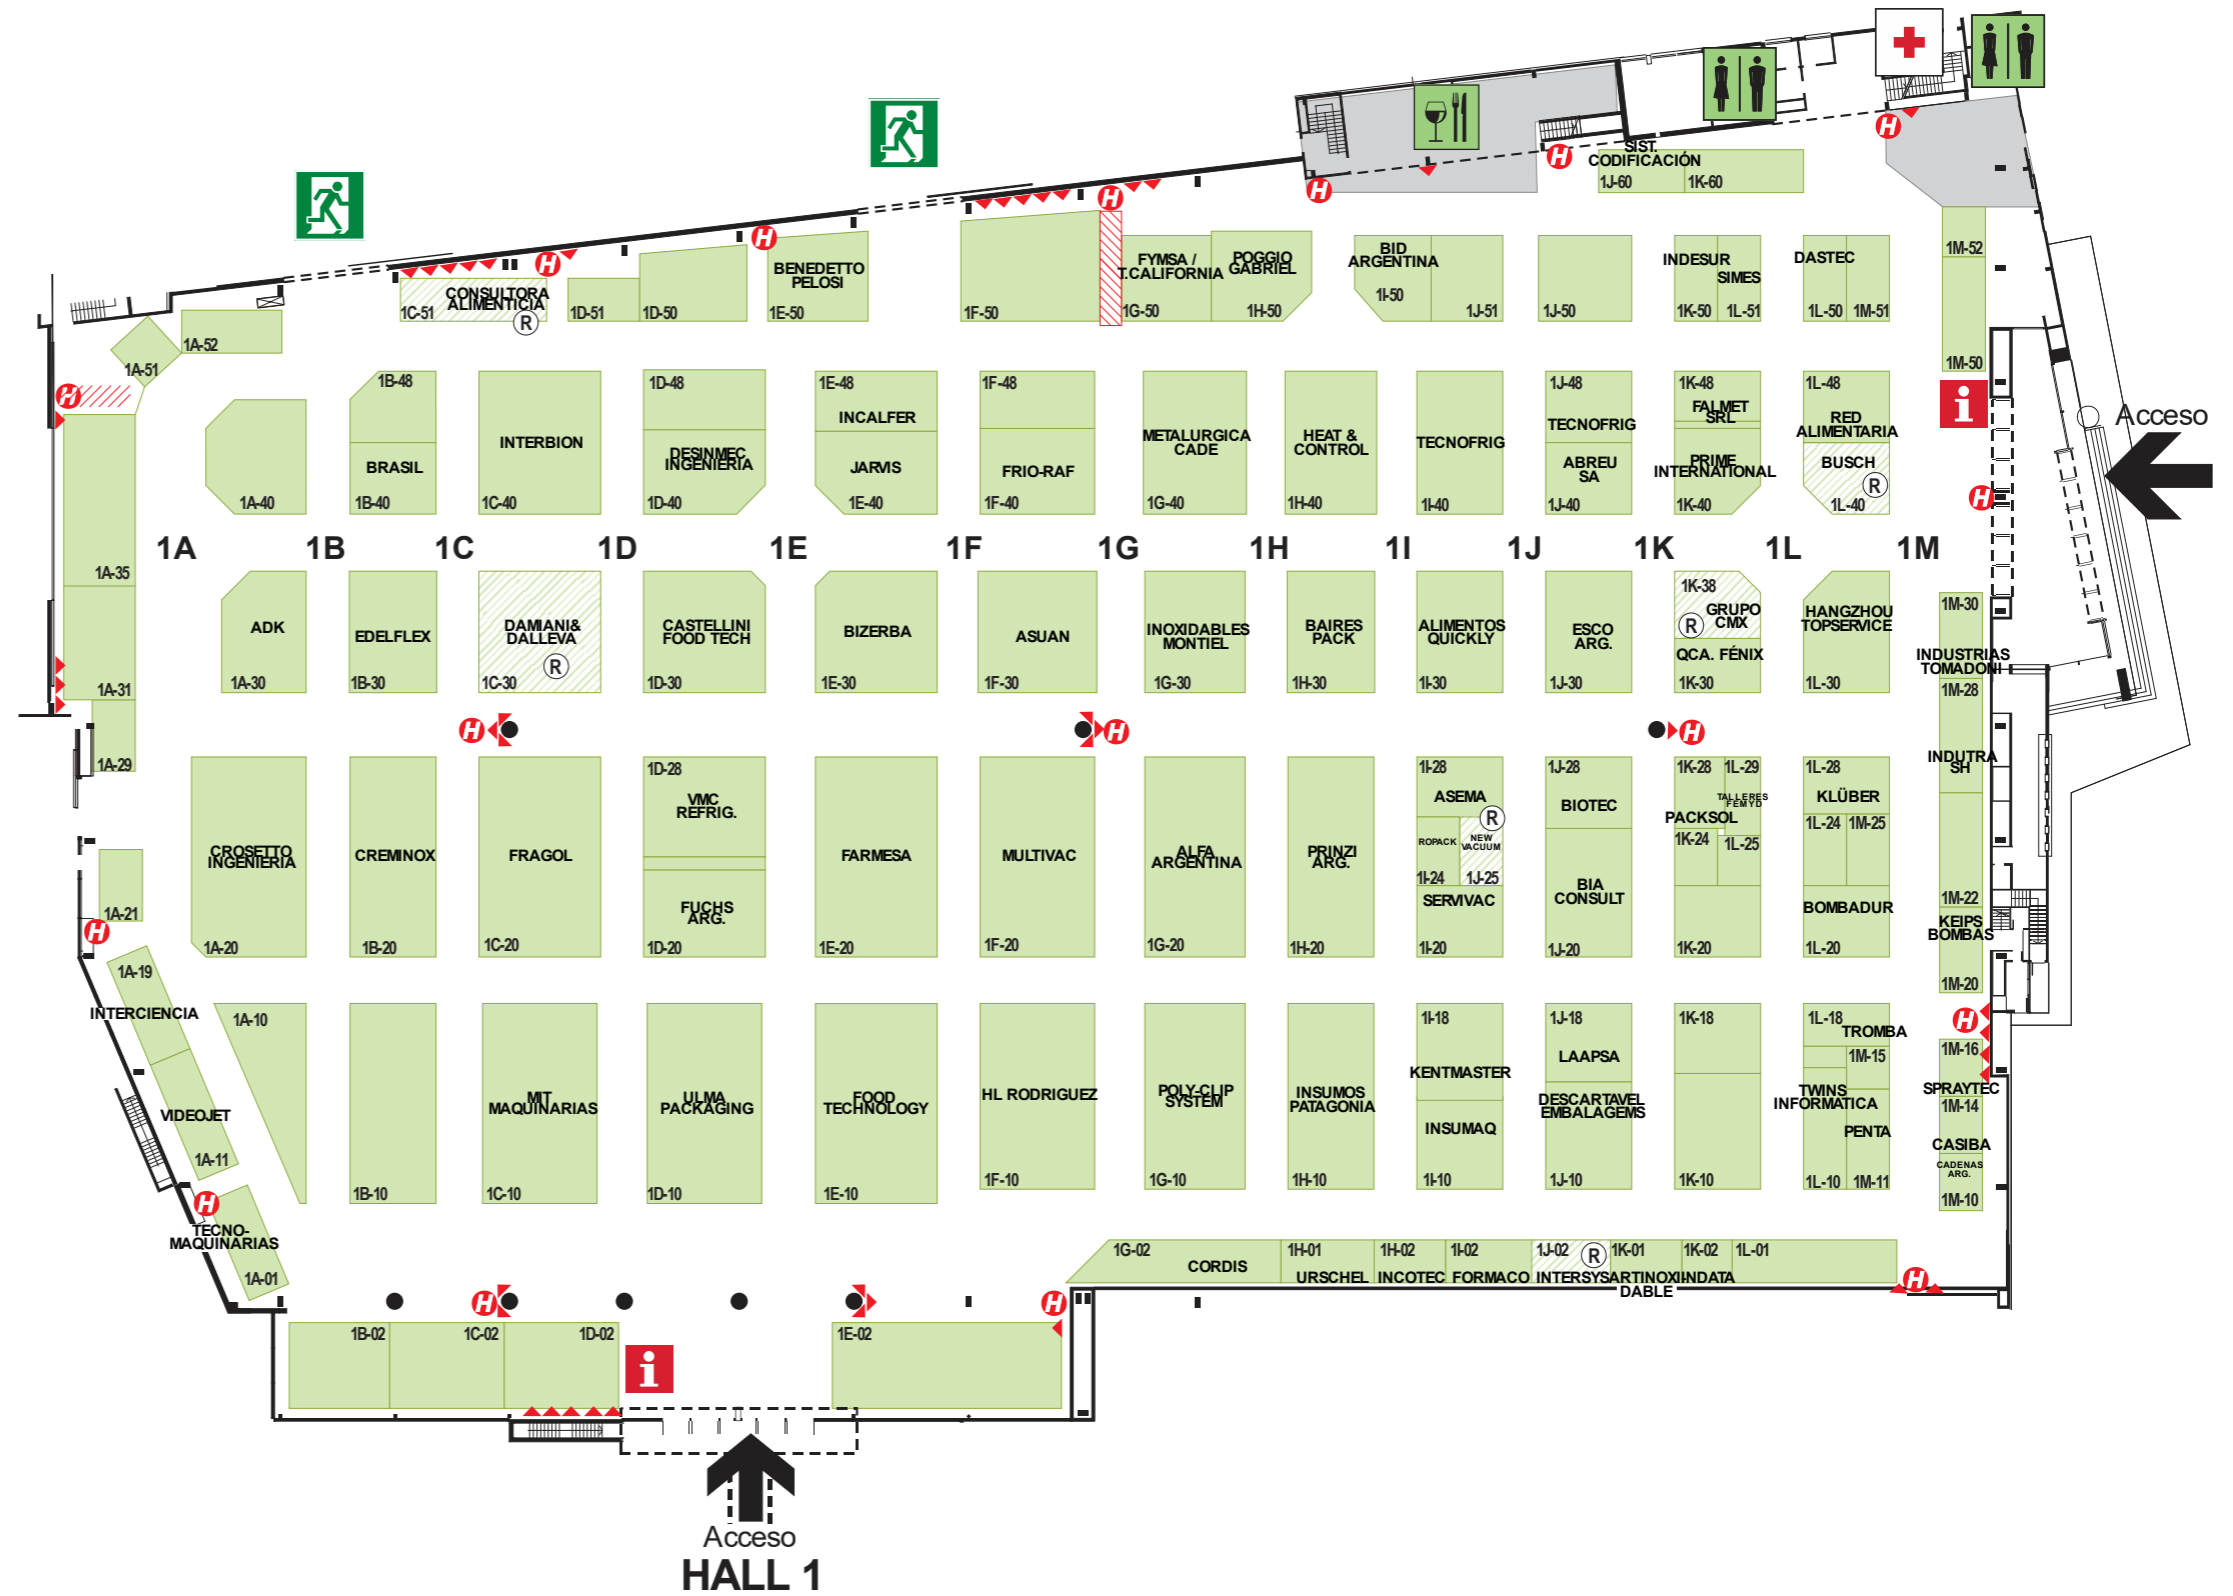 SIST.
CODIFICACIÓN
1J-60
1K-60
H
H
H
H
H
H
1M-52
1M-50
BENEDETTO
PELOSI
1E-50
1F-50
FYMSA /
T.CALIFORNIA
1G-50
POGGIO
GABRIEL
1H-50
BID
ARGENTINA
1I-50
1J-51
1J-50
INDESUR
1K-50
SIMES
1L-51
DASTEC
1L-50
1M-51
CONSULTORA
ALIMENTICIA
1C-51
R
1D-51
1D-50
1A-52
1A-51
H
1A-40
1B-48
BRASIL
1B-40
INTERBION
1C-40
1D-48
DESINMEC
INGENIERIA
1D-40
1E-48
INCALFER
JARVIS
1E-40
1F-48
FRIO-RAF
1F-40
METALURGICA
CADE
1G-40
HEAT &
CONTROL
1H-40
TECNOFRIG
1I-40
1J-48
TECNOFRIG
ABREU
SA
1J-40
1K-48
FALMET
SRL
PRIME
INTERNATIONAL
1K-40
1L-48
RED
ALIMENTARIA
BUSCH
R
1L-40
i
Acceso
H
1A
1B
1C
1D
1E
1F
1G
1H
1I
1J
1K
1L
1M
1A-35
1A-31
1A-29
ADK
1A-30
EDELFLEX
1B-30
DAMIANI&
DALLEVA
R
1C-30
CASTELLINI
FOOD TECH
1D-30
BIZERBA
1E-30
ASUAN
1F-30
INOXIDABLES
MONTIEL
1G-30
BAIRES
PACK
1H-30
ALIMENTOS
QUICKLY
1I-30
ESCO
ARG.
1J-30
1K-38
R
GRUPO
CMX
QCA. FÉNIX
1K-30
HANGZHOU
TOPSERVICE
1L-30
1M-30
INDUSTRIAS
TOMADONI
1M-28
H
H
H
1A-21
H
CROSETTO
INGENIERIA
1A-20
CREMINOX
1B-20
FRAGOL
1C-20
1D-28
VMC
REFRIG.
FUCHS
ARG.
1D-20
FARMESA
1E-20
MULTIVAC
1F-20
ALFA
ARGENTINA
1G-20
PRINZI
ARG.
1H-20
1I-28
ASEMA
R
ROPACK
NEW
VACUUM
1I-24
1J-25
SERVIVAC
1I-20
1J-28
BIOTEC
BIA
CONSULT
1J-20
1K-28
1L-29
TALLERES
FEMYD
PACKSOL
1K-24
1L-25
1K-20
1L-28
KLÜBER
1L-24
1M-25
BOMBADUR
1L-20
INDUTRA
SH
1M-22
KEIPS
BOMBAS
1M-20
1A-19
INTERCIENCIA
VIDEOJET
1A-11
1A-10
1B-10
MIT
MAQUINARIAS
1C-10
ULMA
PACKAGING
1D-10
FOOD
TECHNOLOGY
1E-10
HL RODRIGUEZ
1F-10
POLY-CLIP
SYSTEM
1G-10
INSUMOS
PATAGONIA
1H-10
1I-18
KENTMASTER
INSUMAQ
1I-10
1J-18
LAAPSA
DESCARTAVEL
EMBALAGEMS
1J-10
1K-18
1K-10
1L-18
TROMBA
1M-15
TWINS
INFORMATICA
PENTA
1L-10
1M-11
H
1M-16
SPRAYTEC
1M-14
CASIBA
CADENAS
ARG.
1M-10
H
TECNO-
MAQUINARIAS
1A-01
1G-02
CORDIS
1H-01
URSCHEL
1H-02
INCOTEC
1I-02
FORMACO
1J-02
R
INTERSYS
1K-01
ARTINOXI-
DABLE
1K-02
INDATA
1L-01
H
H
H
1B-02
1C-02
1D-02
i
1E-02
Acceso
HALL 1